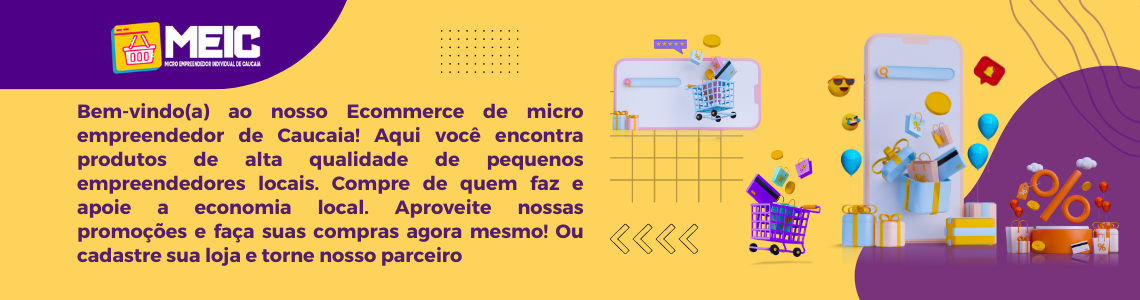 MEIC
MICRO EMPREENDEDOR INDIVIDUAL DE CAUCAIA
Bem-vindo(a) ao nosso Ecommerce de micro
empreendedor de Caucaia! Aqui você encontra
produtos de alta qualidade de pequenos
empreendedores locais. Compre de quem faz e
apoie a economia local. Aproveite nossas
promoções e faça suas compras agora mesmo! Ou
cadastre sua loja e torne nosso parceiro